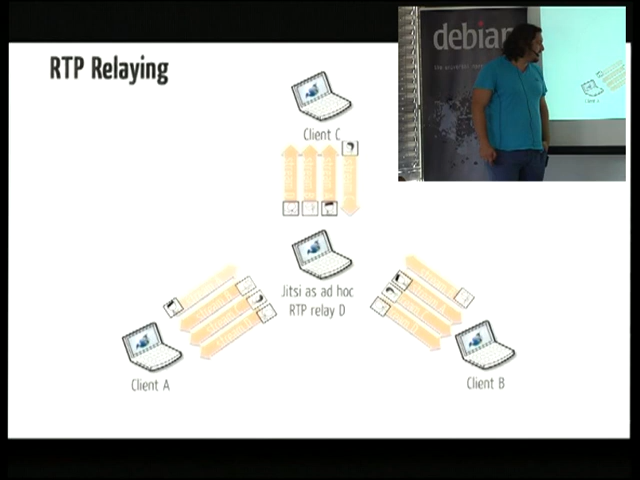 RTP Relaying
debian
Client C
Jitsi as ad hoc
RTP relay D
Client A
Client B